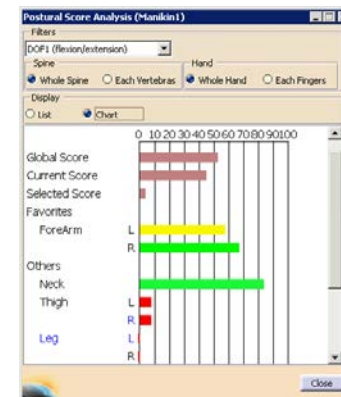 Postural Score Analysis (Manikin1)
Filters
DOF1 (flexion/extension)
Spine Hand
Whole Spine Each Vertebras Whole Hand Each Fingers
Display
List Chart
0 10 20 30 40 50 60 70 80 90 100
Global Score
Current Score
Selected Score
Favorites
ForeArm L
R
Others
Neck
Thigh L
R
Leg L
R
Close